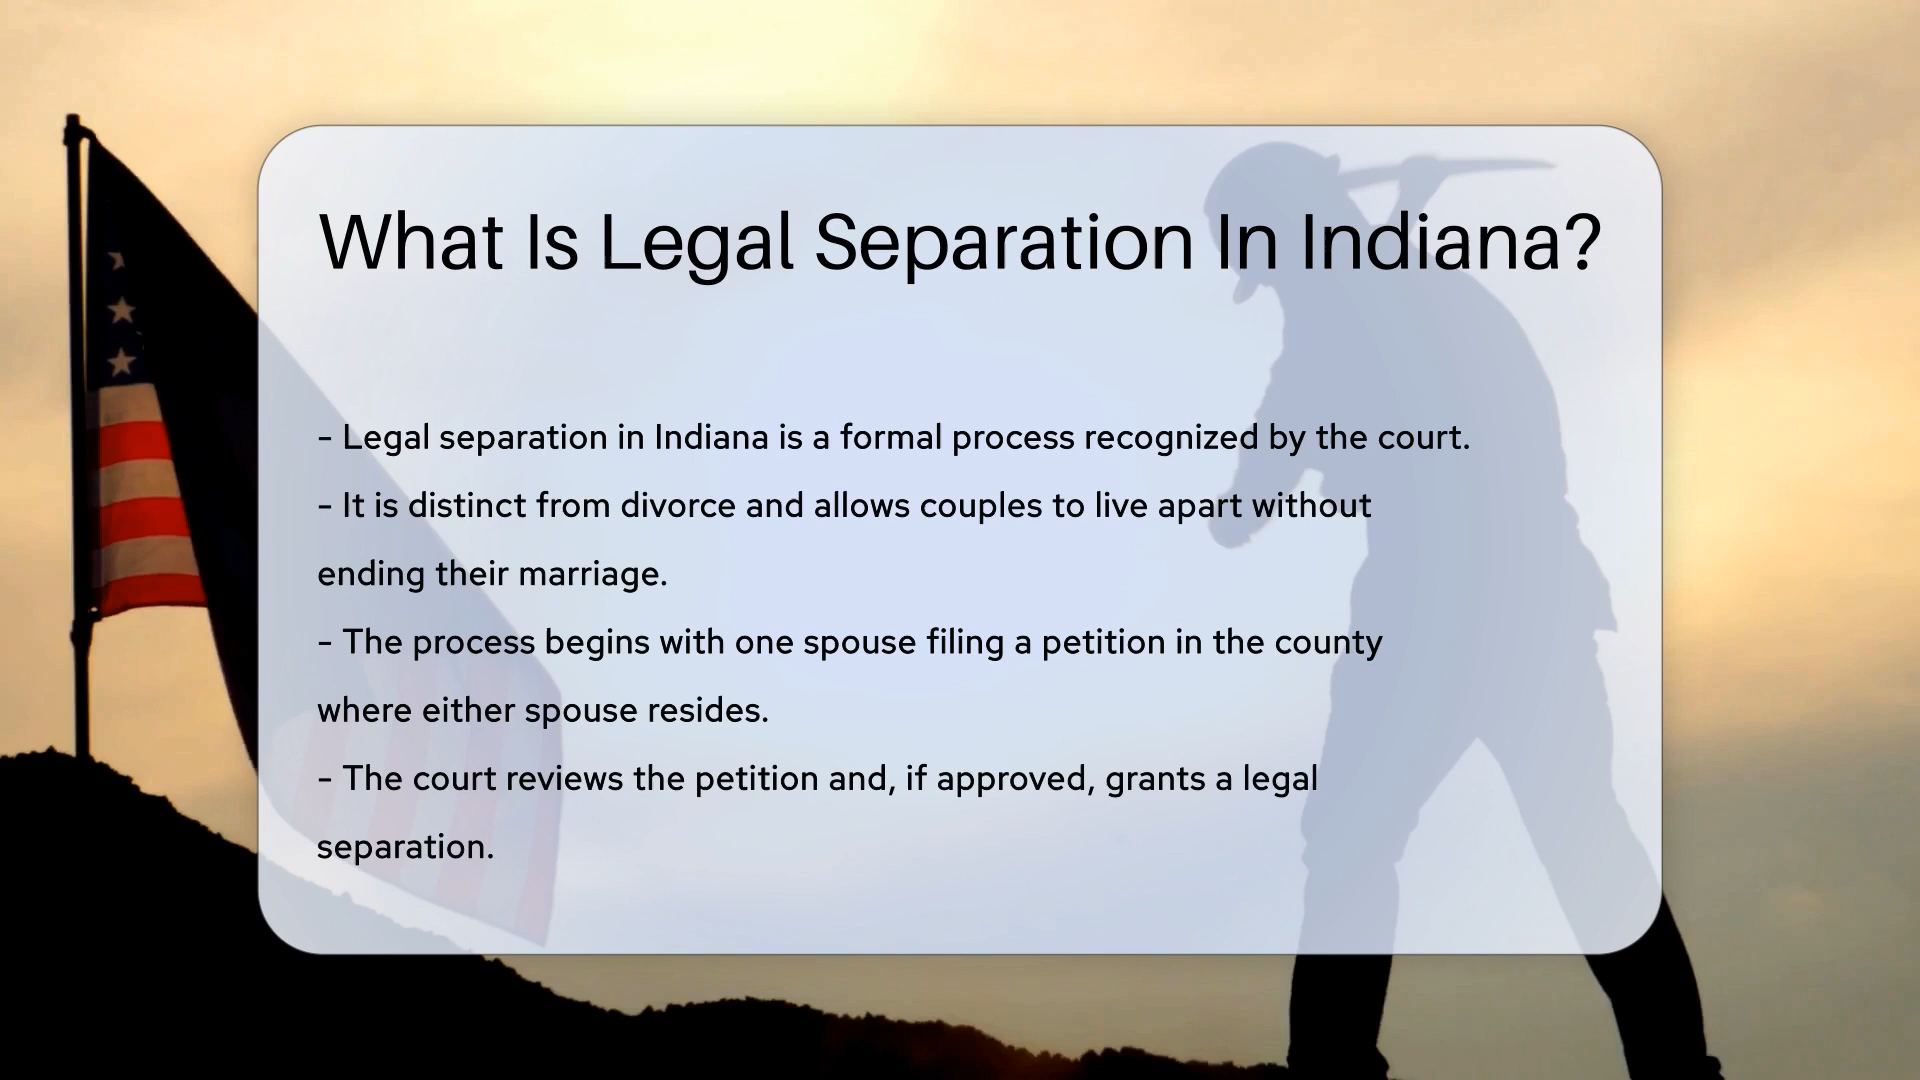 What Is Legal Separation In Indiana?
- Legal separation in Indiana is a formal process recognized by the court.
- It is distinct from divorce and allows couples to live apart without
ending their marriage.
- The process begins with one spouse filing a petition in the county
where either spouse resides.
- The court reviews the petition and, if approved, grants a legal
separation.